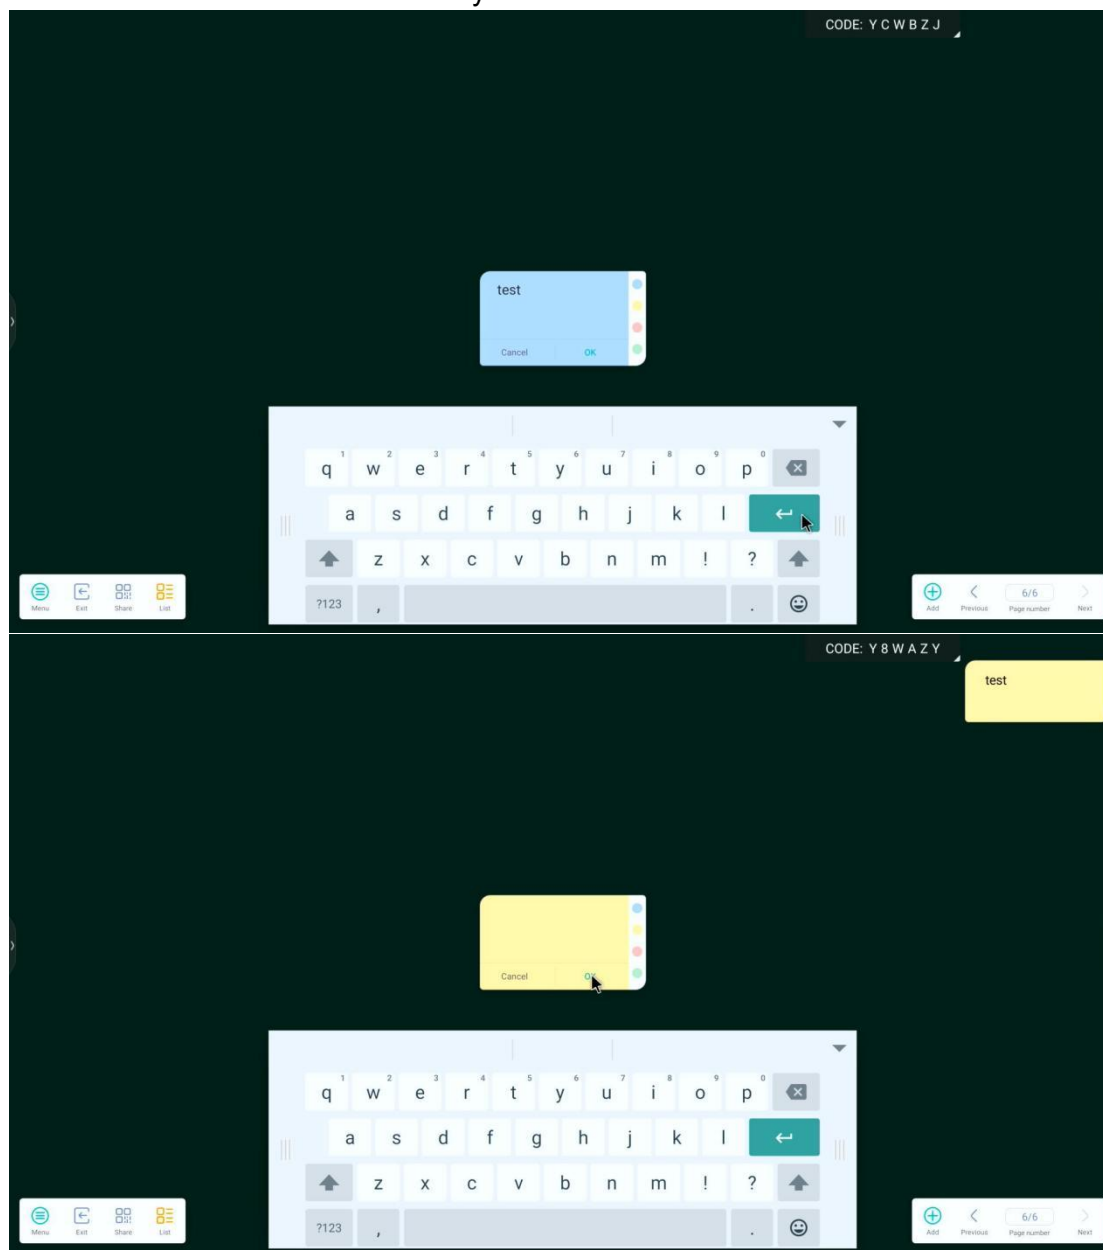 y
CODE: Y C W B Z J
test
Cancel OK
1 2 3 4 5 6 7 8 9 0
q w e r t y u i o p
a s d f g h j k l
z x c v b n m ! ?
?123 , .
Menu Exit Share List
6/6
Add Previous Page number Next
CODE: Y 8 W A Z Y
test
Cancel
1 2 3 4 5 6 7 8 9 0
q w e r t y u i o p
a s d f g h j k l
z x c v b n m ! ?
?123 , .
Menu Exit Share List
6/6
Add Previous Page number Next